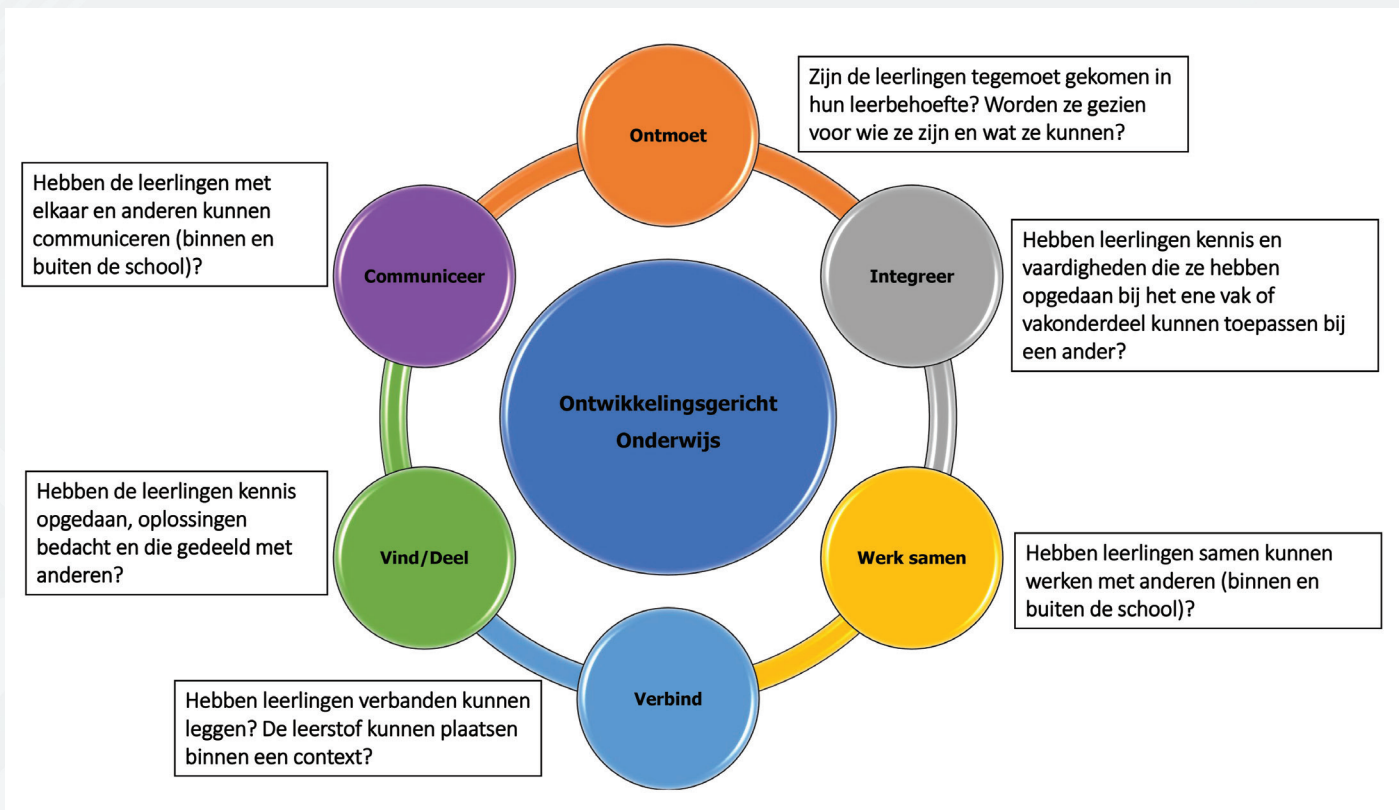 Ontmoet
Zijn de leerlingen tegemoet gekomen in
hun leerbehoefte? Worden ze gezien
voor wie ze zijn en wat ze kunnen?
Integreer
Hebben leerlingen kennis en
vaardigheden die ze hebben
opgedaan bij het ene vak of
vakonderdeel kunnen toepassen bij
een ander?
Werk samen
Hebben leerlingen samen kunnen
werken met anderen (binnen en
buiten de school)?
Verbind
Hebben leerlingen verbanden kunnen
leggen? De leerstof kunnen plaatsen
binnen een context?
Vind/Deel
Hebben de leerlingen kennis
opgedaan, oplossingen
bedacht en die gedeeld met
anderen?
Communiceer
Hebben de leerlingen met
elkaar en anderen kunnen
communiceren (binnen en
buiten de school)?
Ontwikkelingsgericht
Onderwijs